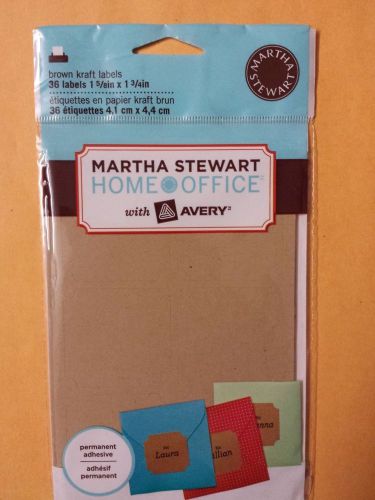 brown kraft labels
36 labels 1 5/8in x 1 3/4in
étiquettes en papier kraft brun
36 étiquettes 4,1 cm x 4,4 cm
MARTHA
STEWART
MARTHA STEWART
HOME OFFICE
with AVERY
permanent
adhesive
adhésif
permanent
Laura